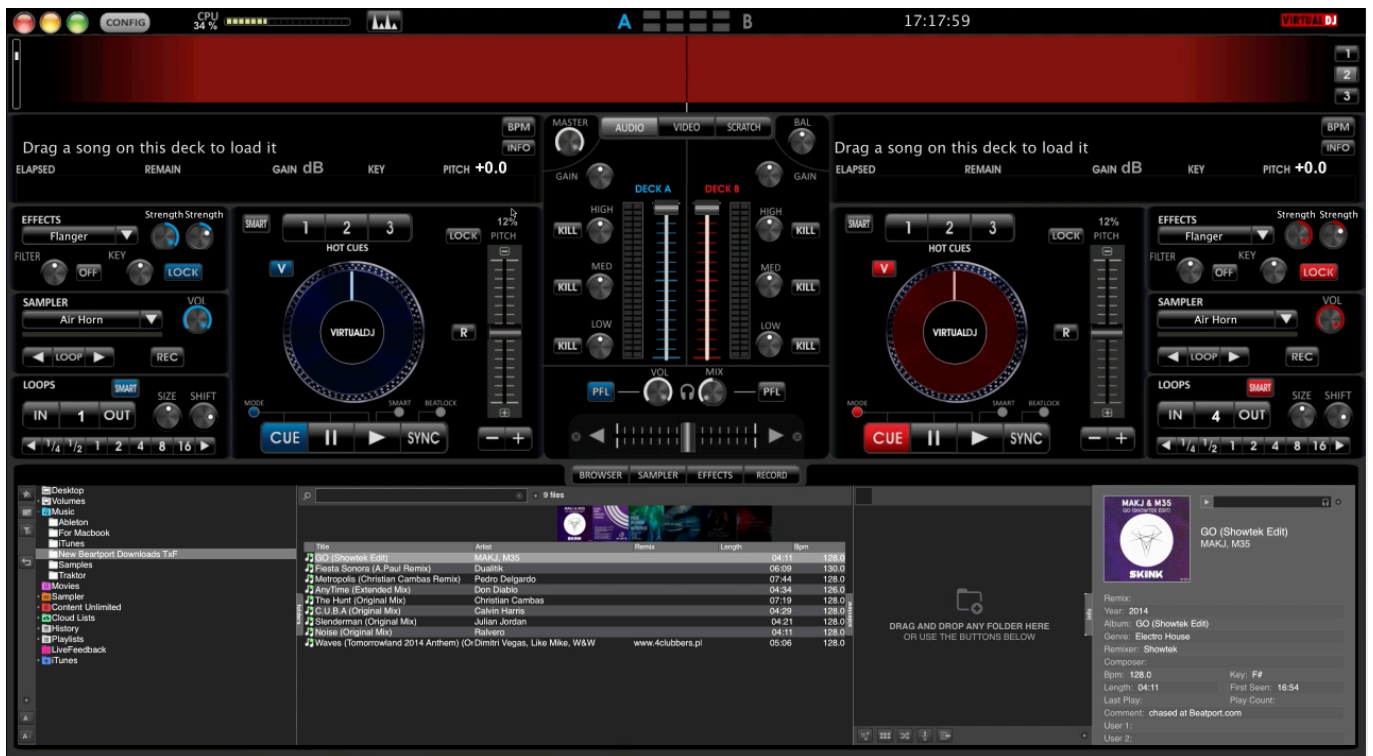 CONFIG CPU 34 % A B 17:17:59 VIRTUAL DJ
1
2
3
BPM MASTER AUDIO VIDEO SCRATCH BAL BPM
Drag a song on this deck to load it INFO Drag a song on this deck to load it INFO
ELAPSED REMAIN GAIN dB KEY PITCH +0.0 GAIN GAIN ELAPSED REMAIN GAIN dB KEY PITCH +0.0
DECK A DECK B
EFFECTS Strength Strength SMART 1 2 3 12% HIGH HIGH SMART 1 2 3 12% EFFECTS Strength Strength
Flanger LOCK PITCH KILL KILL LOCK PITCH Flanger
HOT CUES HOT CUES
FILTER OFF KEY LOCK V MED MED V FILTER OFF KEY LOCK
KILL KILL
SAMPLER VOL SAMPLER VOL
Air Horn VIRTUALDJ R LOW LOW VIRTUALDJ R Air Horn
LOOP REC KILL KILL LOOP REC
LOOPS SMART SIZE SHIFT VOL MIX LOOPS SMART SIZE SHIFT
PFL PFL
MODE SMART BEATLOCK MODE SMART BEATLOCK
IN 1 OUT CUE SYNC CUE SYNC IN 4 OUT
1/4 1/2 1 2 4 8 16 1/4 1/2 1 2 4 8 16
BROWSER SAMPLER EFFECTS RECORD
Desktop
Volumes
Music
Ableton
For Macbook
iTunes
New Beartport Downloads TxF
Samples
Traktor
Movies
Sampler
Content Unlimited
Cloud Lists
History
Playlists
LiveFeedback
iTunes
9 files
Title Artist Remix Length Bpm
GO (Showtek Edit) MAKJ, M35 04:11 128.0
Fiesta Sonora (A.Paul Remix) Dualitik 06:09 130.0
Metropolis (Christian Cambas Remix) Pedro Delgardo 07:44 128.0
AnyTime (Extended Mix) Don Diablo 04:34 126.0
The Hunt (Original Mix) Christian Cambas 07:19 128.0
C.U.B.A (Original Mix) Calvin Harris 04:29 128.0
Slenderman (Original Mix) Julian Jordan 04:21 128.0
Noise (Original Mix) Ralvero 04:11 128.0
Waves (Tomorrowland 2014 Anthem) (Or Dimitri Vegas, Like Mike, W&W www.4clubbers.pl 05:06 128.0
DRAG AND DROP ANY FOLDER HERE
OR USE THE BUTTONS BELOW
MAKJ & M35
GO (SHOWTEK EDIT)
SKINK
GO (Showtek Edit)
MAKJ, M35
Remix:
Year: 2014
Album: GO (Showtek Edit)
Genre: Electro House
Remixer: Showtek
Composer:
Bpm: 128.0 Key: F#
Length: 04:11 First Seen: 16:54
Last Play: Play Count:
Comment: chased at Beatport.com
User 1:
User 2: